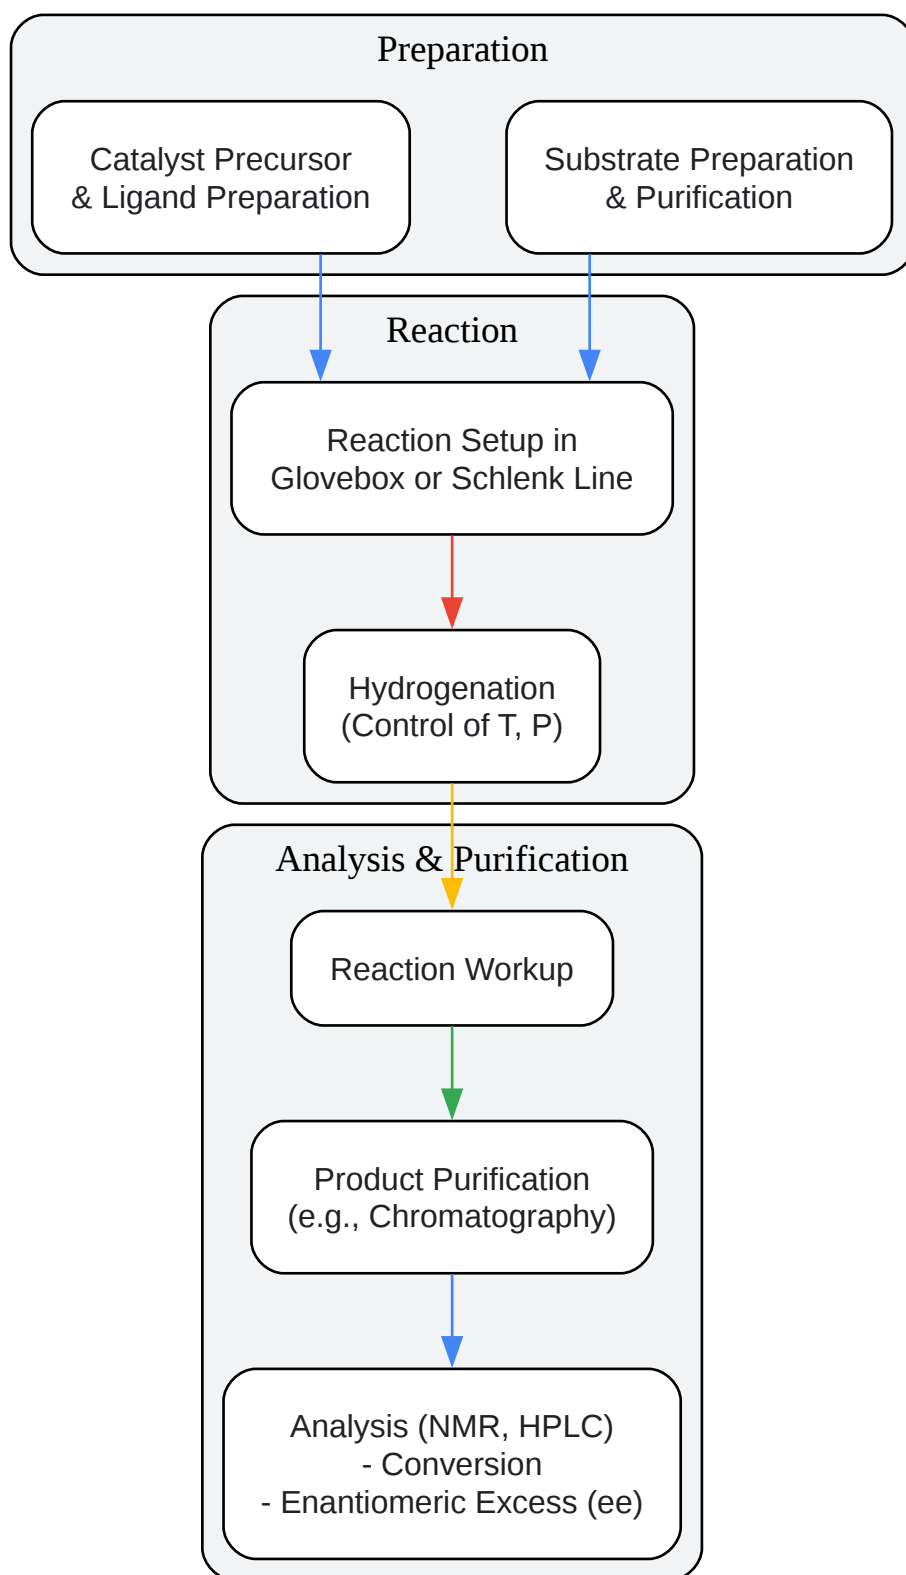 Preparation
Catalyst Precursor
& Ligand Preparation
Substrate Preparation
& Purification
Reaction
Reaction Setup in
Glovebox or Schlenk Line
Hydrogenation
(Control of T, P)
Analysis & Purification
Reaction Workup
Product Purification
(e.g., Chromatography)
Analysis (NMR, HPLC)
- Conversion
- Enantiomeric Excess (ee)